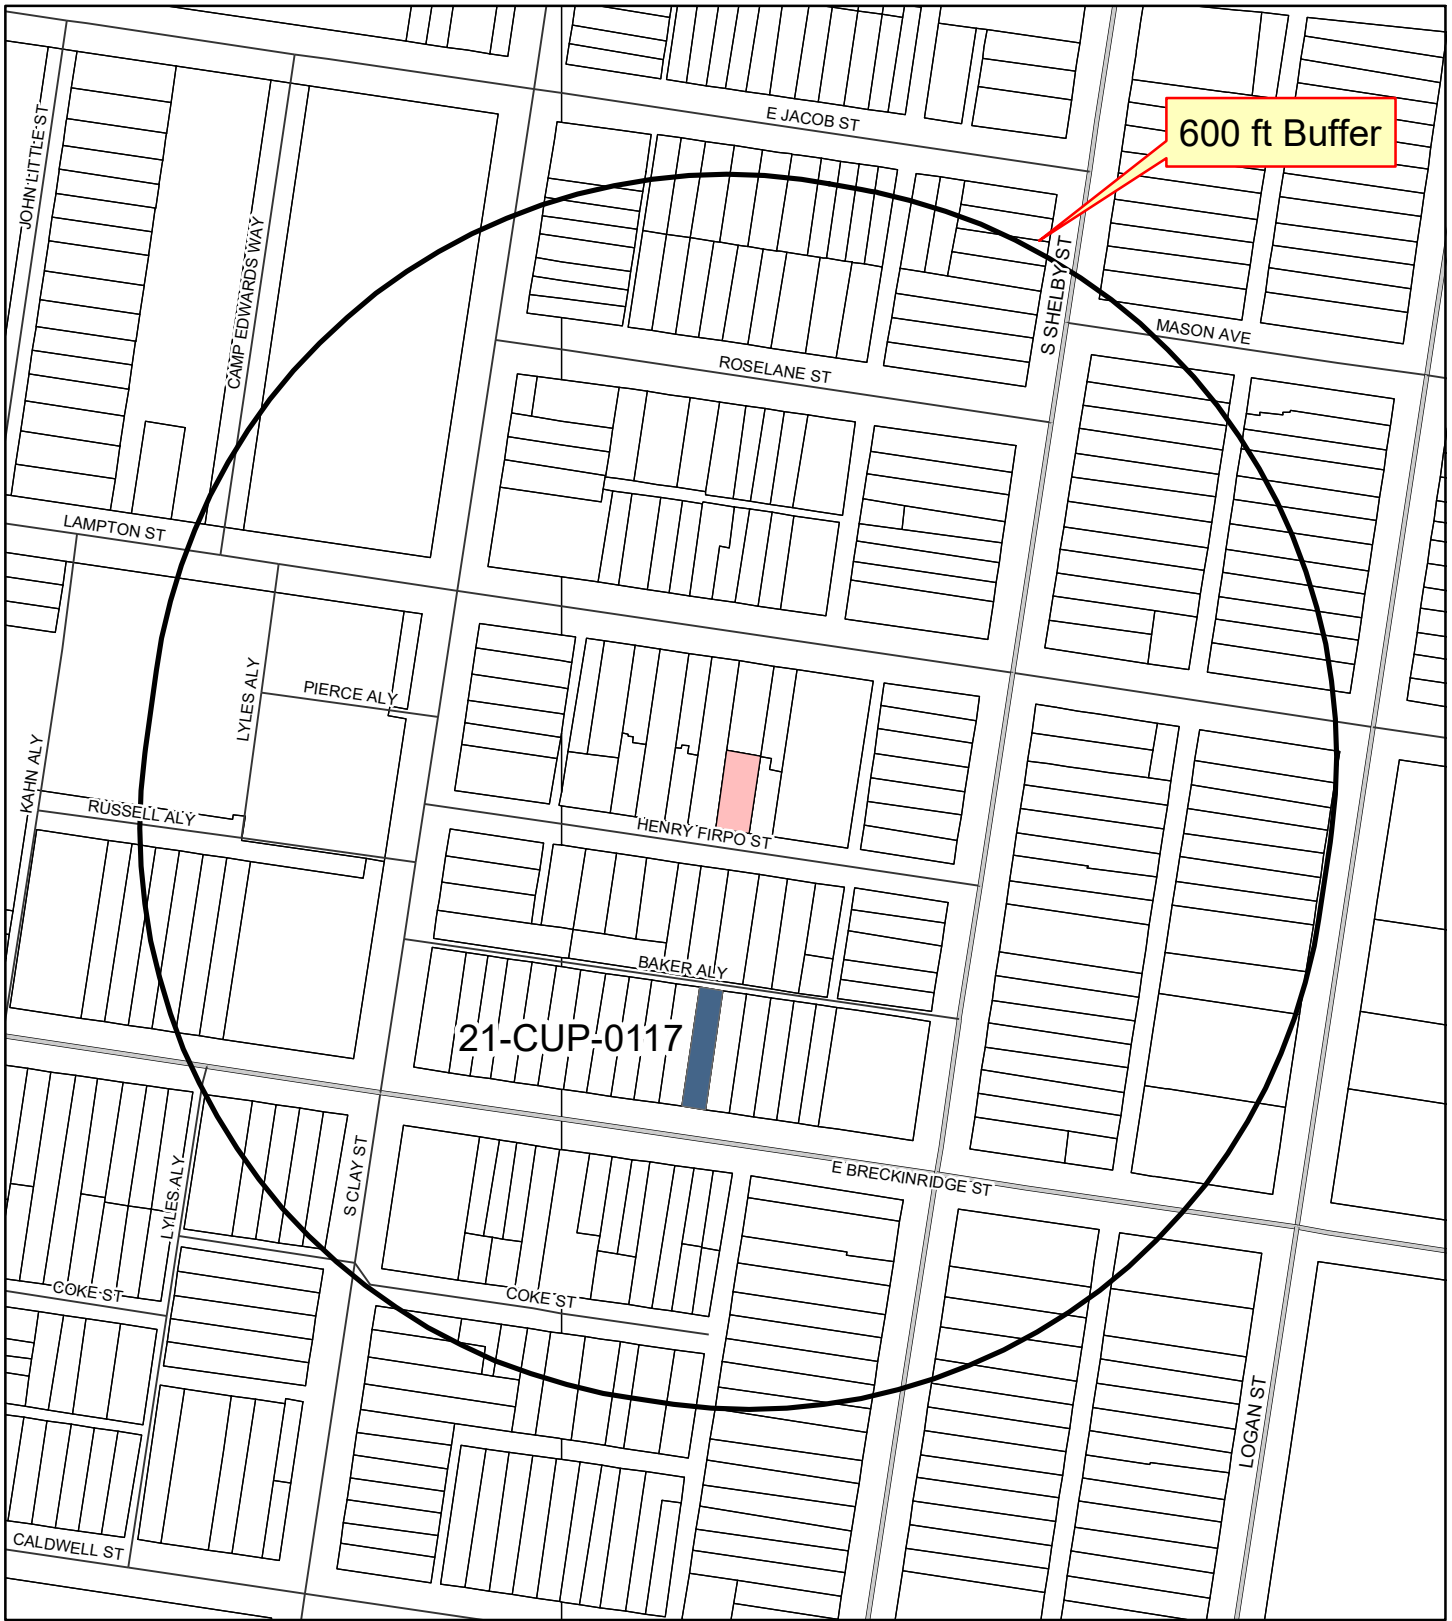 E JACOB ST
600 ft Buffer
JOHN LITTLE ST
CAMP EDWARDS WAY
S SHELBY ST
MASON AVE
ROSELANE ST
LAMPTON ST
LYLES ALY
PIERCE ALY
KAHN ALY
RUSSELL ALY
HENRY FIRPO ST
BAKER ALY
21-CUP-0117
E BRECKINRIDGE ST
S CLAY ST
LYLES ALY
COKE ST
COKE ST
LOGAN ST
CALDWELL ST